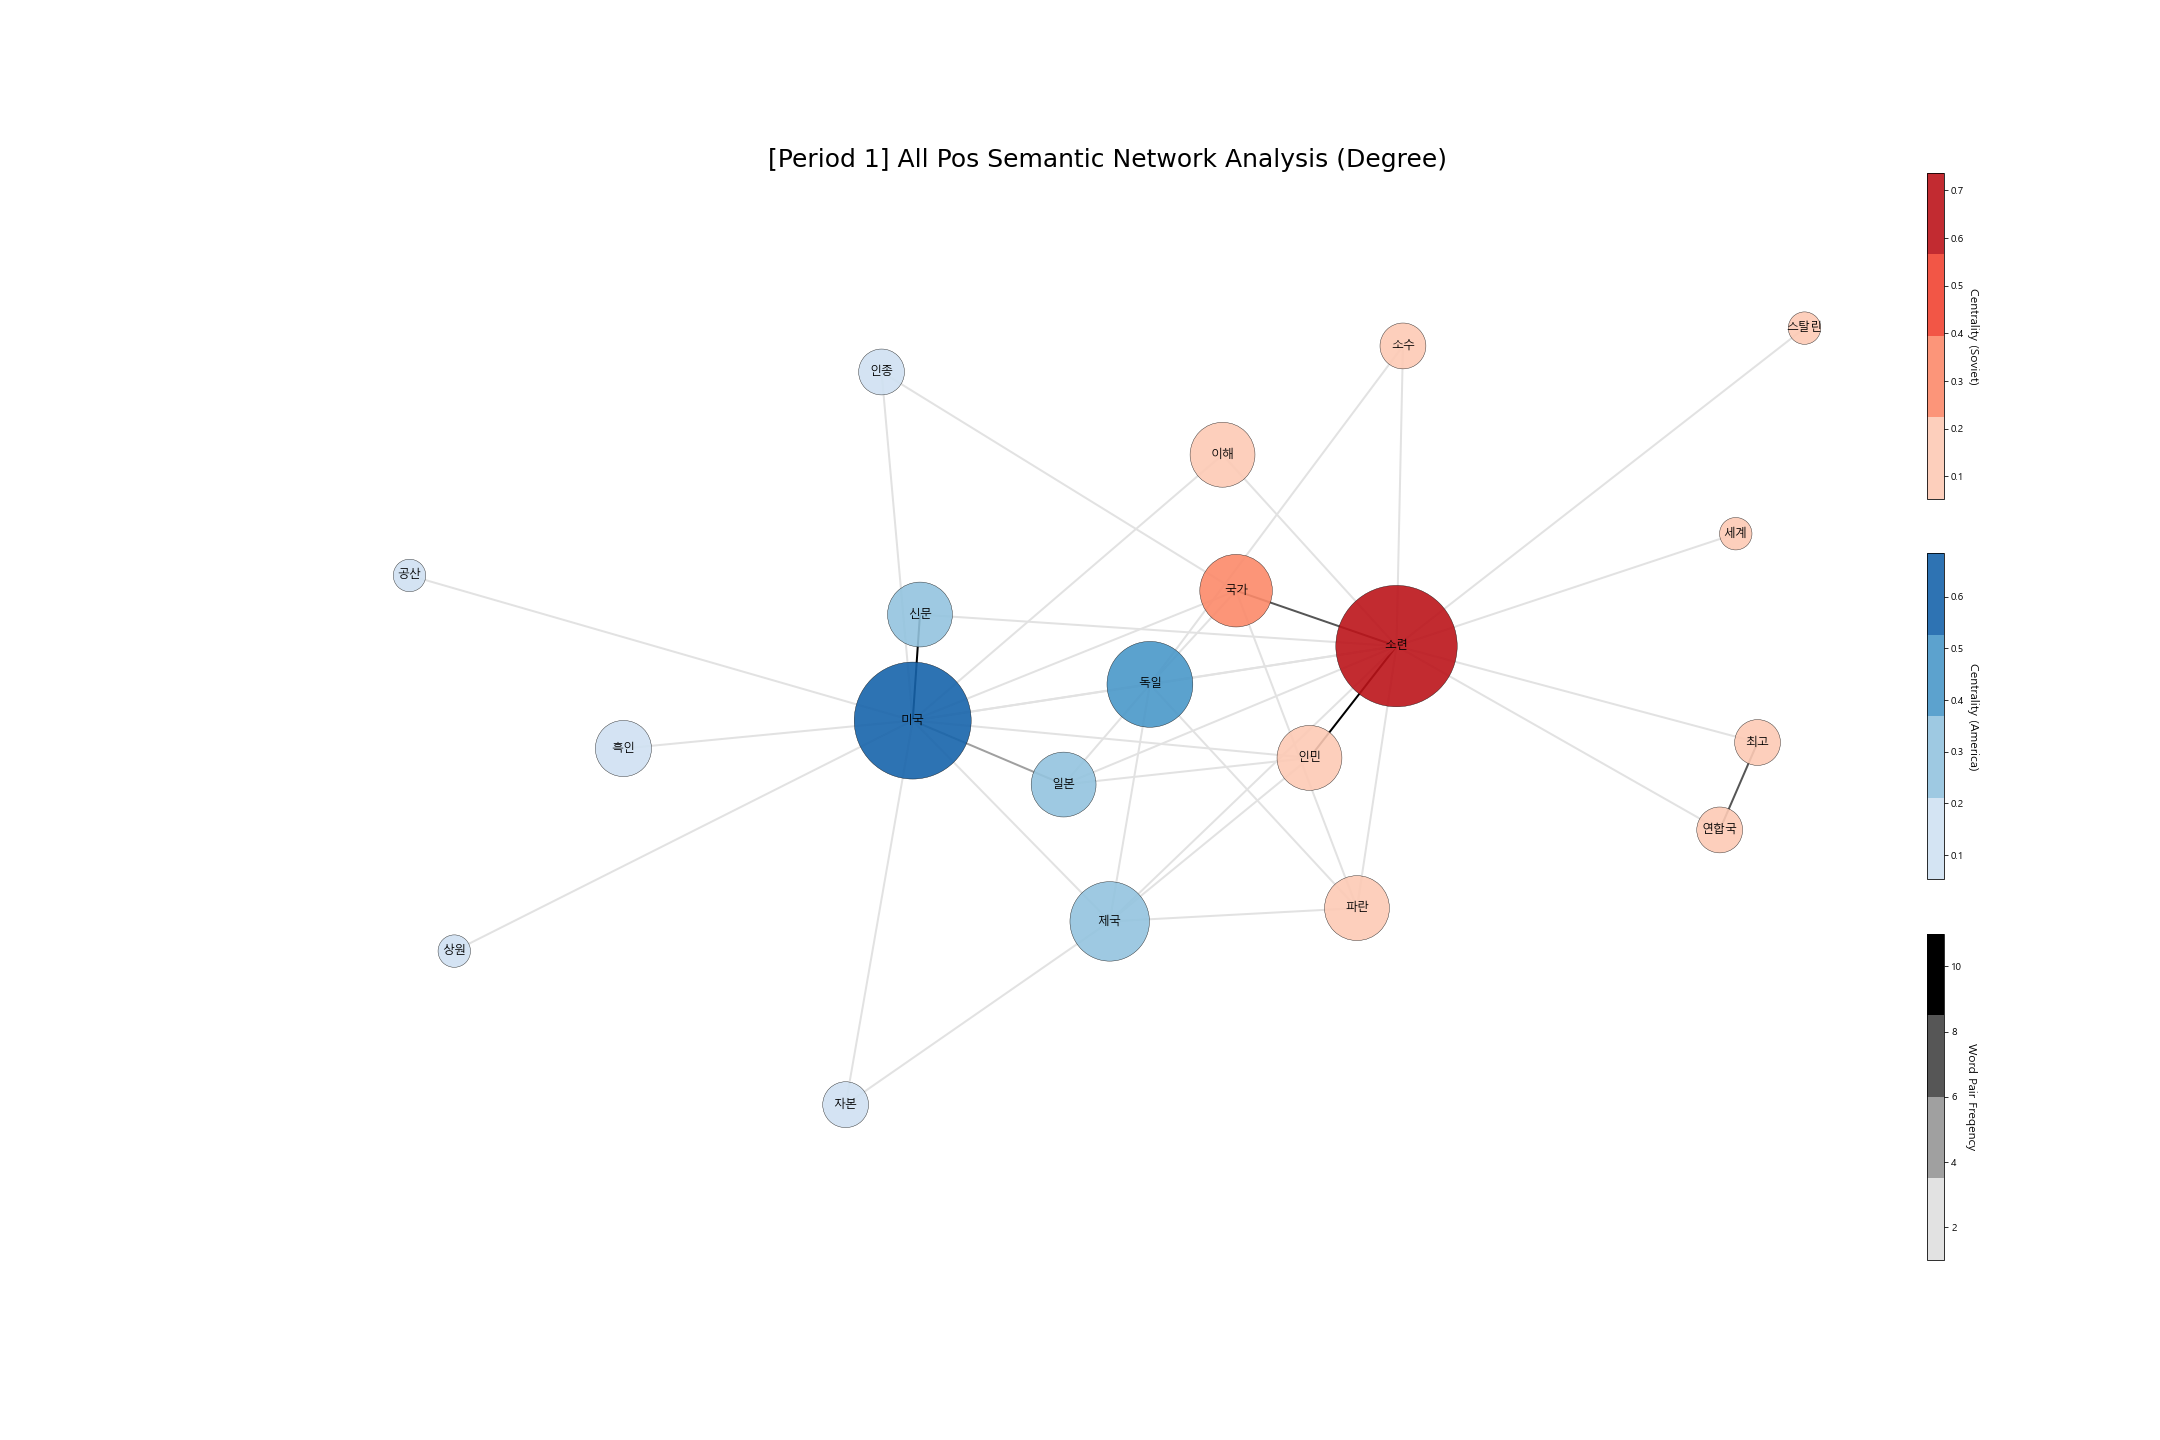 [Period 1] All Pos Semantic Network Analysis (Degree)
스탈린
소수
인종
이해
세계
공산
국가
신문
소련
독일
미국
최고
흑인
인민
일본
연합국
파란
제국
상원
자본
0.7
0.6
0.5
0.4
0.3
0.2
0.1
Centrality (Soviet)
0.6
0.5
0.4
0.3
0.2
0.1
Centrality (America)
10
8
6
4
2
Word Pair Freqency